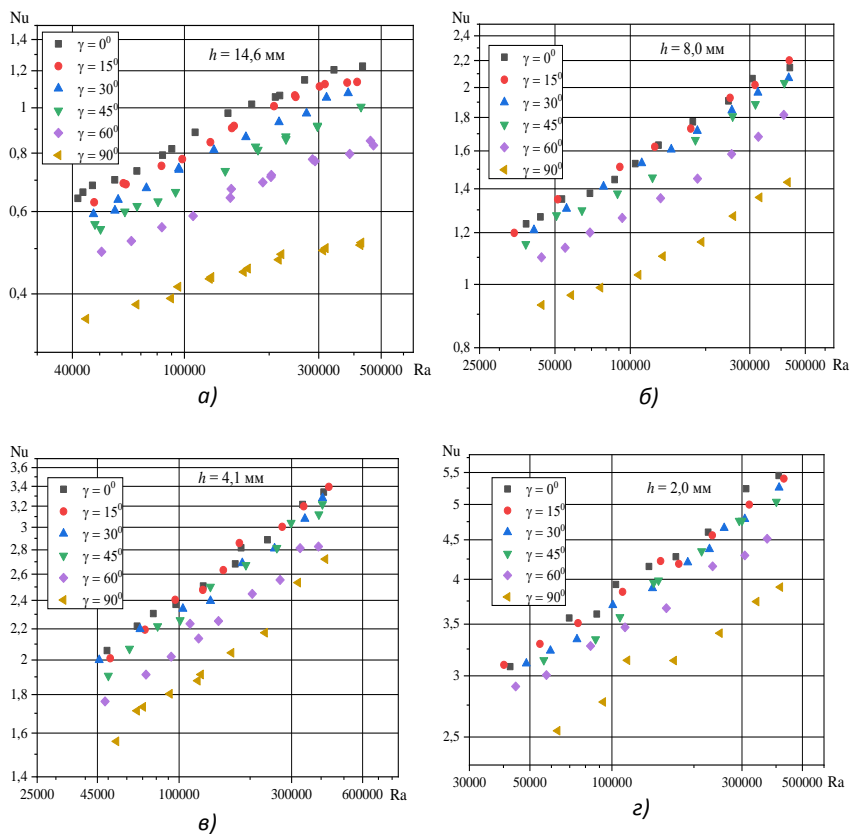 Nu
1,4
1,2
1
0,8
0,6
0,4
γ = 0⁰
γ = 15⁰
γ = 30⁰
γ = 45⁰
γ = 60⁰
γ = 90⁰
h = 14,6 мм
40000 100000 300000 500000 Ra
а)
Nu
2,4
2,2
2
1,8
1,6
1,4
1,2
1
0,8
γ = 0⁰
γ = 15⁰
γ = 30⁰
γ = 45⁰
γ = 60⁰
γ = 90⁰
h = 8,0 мм
25000 50000 100000 300000 500000 Ra
б)
Nu
3,6
3,4
3,2
3
2,8
2,6
2,4
2,2
2
1,8
1,6
1,4
γ = 0⁰
γ = 15⁰
γ = 30⁰
γ = 45⁰
γ = 60⁰
γ = 90⁰
h = 4,1 мм
25000 45000 100000 300000 600000 Ra
в)
Nu
5,5
5
4,5
4
3,5
3
2,5
γ = 0⁰
γ = 15⁰
γ = 30⁰
γ = 45⁰
γ = 60⁰
γ = 90⁰
h = 2,0 мм
30000 50000 100000 300000 500000 Ra
г)